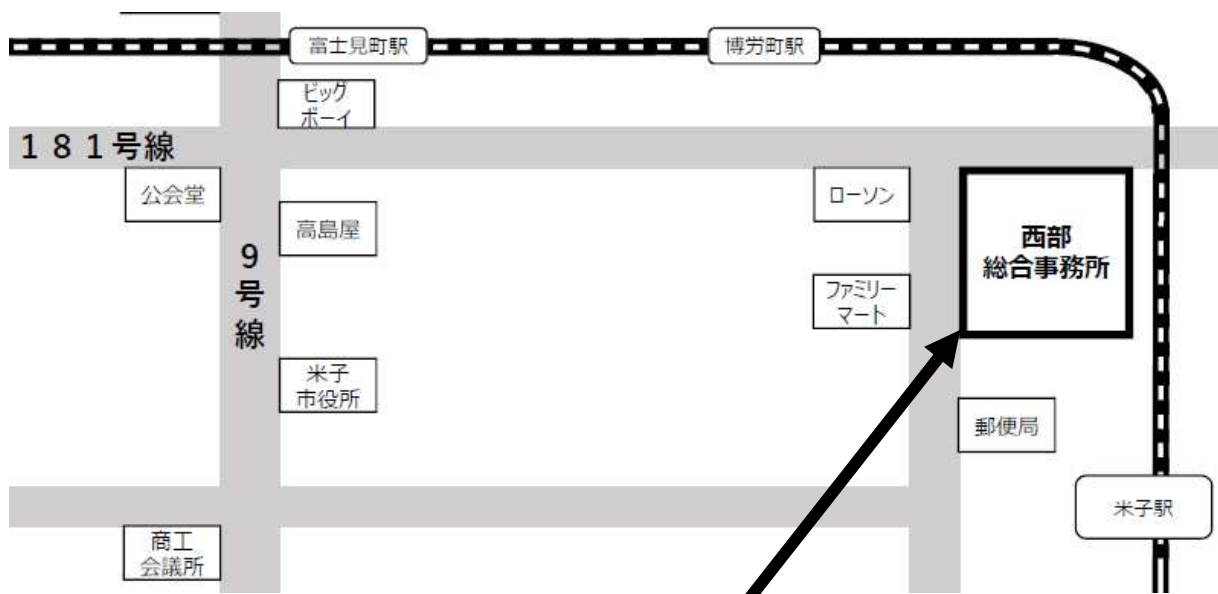 富士見町駅
博労町駅
ビッグ
ボーイ
１８１号線
公会堂
ローソン
高島屋
西部
総合事務所
9
号
線
ファミリー
マート
米子
市役所
郵便局
米子駅
商工
会議所